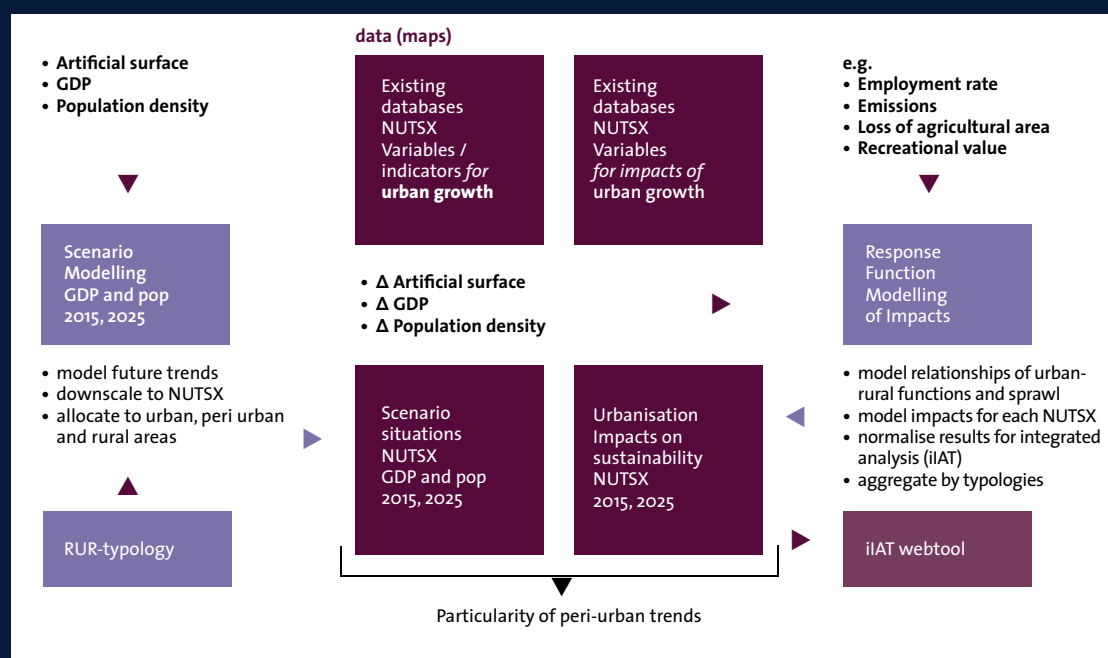 • Artificial surface
• GDP
• Population density
Scenario
Modelling
GDP and pop
2015, 2025
• model future trends
• downscale to NUTSX
• allocate to urban, peri urban
and rural areas
RUR-typology
data (maps)
Existing
databases
NUTSX
Variables /
indicators for
urban growth
Existing
databases
NUTSX
Variables
for impacts of
urban growth
• Δ Artificial surface
• Δ GDP
• Δ Population density
Scenario
situations
NUTSX
GDP and pop
2015, 2025
Urbanisation
Impacts on
sustainability
NUTSX
2015, 2025
Particularity of peri-urban trends
e.g.
• Employment rate
• Emissions
• Loss of agricultural area
• Recreational value
Response
Function
Modelling
of Impacts
• model relationships of urban-
rural functions and sprawl
• model impacts for each NUTSX
• normalise results for integrated
analysis (iIAT)
• aggregate by typologies
iIAT webtool